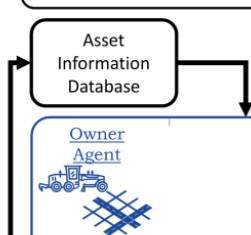 Asset
Information
Database
Owner
Agent